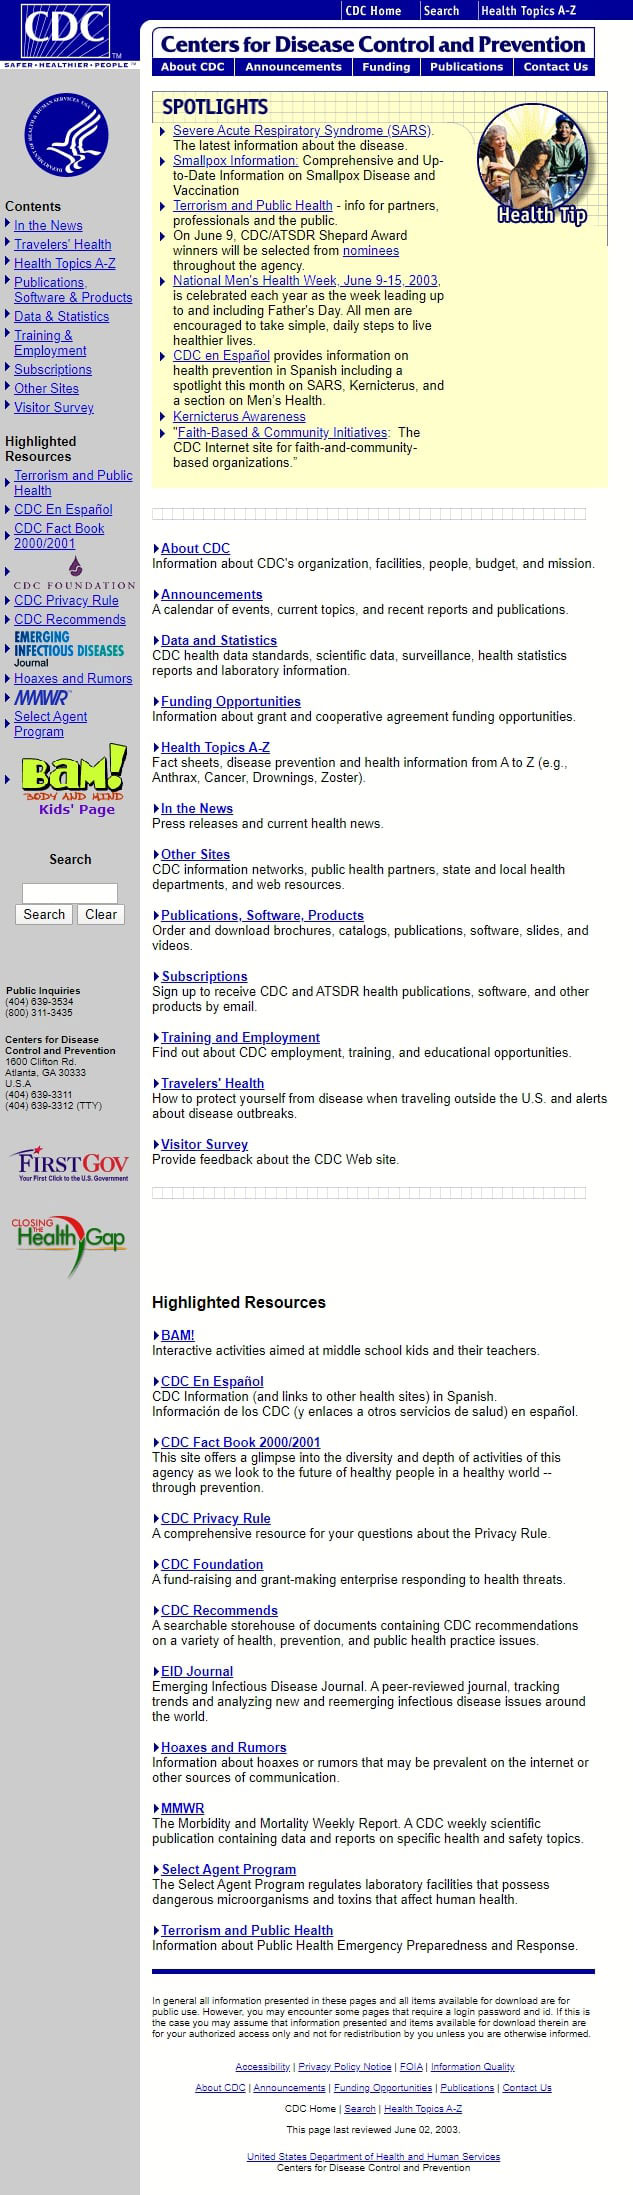 CDC Home
Search
Health Topics A-Z
CDC
TM
SAFER • HEALTHIER • PEOPLE ™
Centers for Disease Control and Prevention
About CDC
Announcements
Funding
Publications
Contact Us
DEPARTMENT OF HEALTH & HUMAN SERVICES USA
Contents
In the News
Travelers' Health
Health Topics A-Z
Publications,
Software & Products
Data & Statistics
Training &
Employment
Subscriptions
Other Sites
Visitor Survey
Highlighted
Resources
Terrorism and Public
Health
CDC En Español
CDC Fact Book
2000/2001
CDC FOUNDATION
CDC Privacy Rule
CDC Recommends
EMERGING
INFECTIOUS DISEASES
Journal
Hoaxes and Rumors
MMWR™
Select Agent
Program
BAM!
BODY AND MIND
Kids' Page
Search
Search
Clear
Public Inquiries
(404) 639-3534
(800) 311-3435
Centers for Disease
Control and Prevention
1600 Clifton Rd.
Atlanta, GA 30333
U.S.A
(404) 639-3311
(404) 639-3312 (TTY)
FIRSTGOV
Your First Click to the U.S. Government
CLOSING
THE
Health Gap
SPOTLIGHTS
Health Tip
Severe Acute Respiratory Syndrome (SARS).
The latest information about the disease.
Smallpox Information: Comprehensive and Up-
to-Date Information on Smallpox Disease and
Vaccination
Terrorism and Public Health - info for partners,
professionals and the public.
On June 9, CDC/ATSDR Shepard Award
winners will be selected from nominees
throughout the agency.
National Men's Health Week, June 9-15, 2003,
is celebrated each year as the week leading up
to and including Father's Day. All men are
encouraged to take simple, daily steps to live
healthier lives.
CDC en Español provides information on
health prevention in Spanish including a
spotlight this month on SARS, Kernicterus, and
a section on Men's Health.
Kernicterus Awareness
"Faith-Based & Community Initiatives:  The
CDC Internet site for faith-and-community-
based organizations."
About CDC
Information about CDC's organization, facilities, people, budget, and mission.
Announcements
A calendar of events, current topics, and recent reports and publications.
Data and Statistics
CDC health data standards, scientific data, surveillance, health statistics
reports and laboratory information.
Funding Opportunities
Information about grant and cooperative agreement funding opportunities.
Health Topics A-Z
Fact sheets, disease prevention and health information from A to Z (e.g.,
Anthrax, Cancer, Drownings, Zoster).
In the News
Press releases and current health news.
Other Sites
CDC information networks, public health partners, state and local health
departments, and web resources.
Publications, Software, Products
Order and download brochures, catalogs, publications, software, slides, and
videos.
Subscriptions
Sign up to receive CDC and ATSDR health publications, software, and other
products by email.
Training and Employment
Find out about CDC employment, training, and educational opportunities.
Travelers' Health
How to protect yourself from disease when traveling outside the U.S. and alerts
about disease outbreaks.
Visitor Survey
Provide feedback about the CDC Web site.
Highlighted Resources
BAM!
Interactive activities aimed at middle school kids and their teachers.
CDC En Español
CDC Information (and links to other health sites) in Spanish.
Información de los CDC (y enlaces a otros servicios de salud) en español.
CDC Fact Book 2000/2001
This site offers a glimpse into the diversity and depth of activities of this
agency as we look to the future of healthy people in a healthy world --
through prevention.
CDC Privacy Rule
A comprehensive resource for your questions about the Privacy Rule.
CDC Foundation
A fund-raising and grant-making enterprise responding to health threats.
CDC Recommends
A searchable storehouse of documents containing CDC recommendations
on a variety of health, prevention, and public health practice issues.
EID Journal
Emerging Infectious Disease Journal. A peer-reviewed journal, tracking
trends and analyzing new and reemerging infectious disease issues around
the world.
Hoaxes and Rumors
Information about hoaxes or rumors that may be prevalent on the internet or
other sources of communication.
MMWR
The Morbidity and Mortality Weekly Report. A CDC weekly scientific
publication containing data and reports on specific health and safety topics.
Select Agent Program
The Select Agent Program regulates laboratory facilities that possess
dangerous microorganisms and toxins that affect human health.
Terrorism and Public Health
Information about Public Health Emergency Preparedness and Response.
In general all information presented in these pages and all items available for download are for
public use. However, you may encounter some pages that require a login password and id. If this is
the case you may assume that information presented and items available for download therein are
for your authorized access only and not for redistribution by you unless you are otherwise informed.
Accessibility | Privacy Policy Notice | FOIA | Information Quality
About CDC | Announcements | Funding Opportunities | Publications | Contact Us
CDC Home | Search | Health Topics A-Z
This page last reviewed June 02, 2003.
United States Department of Health and Human Services
Centers for Disease Control and Prevention